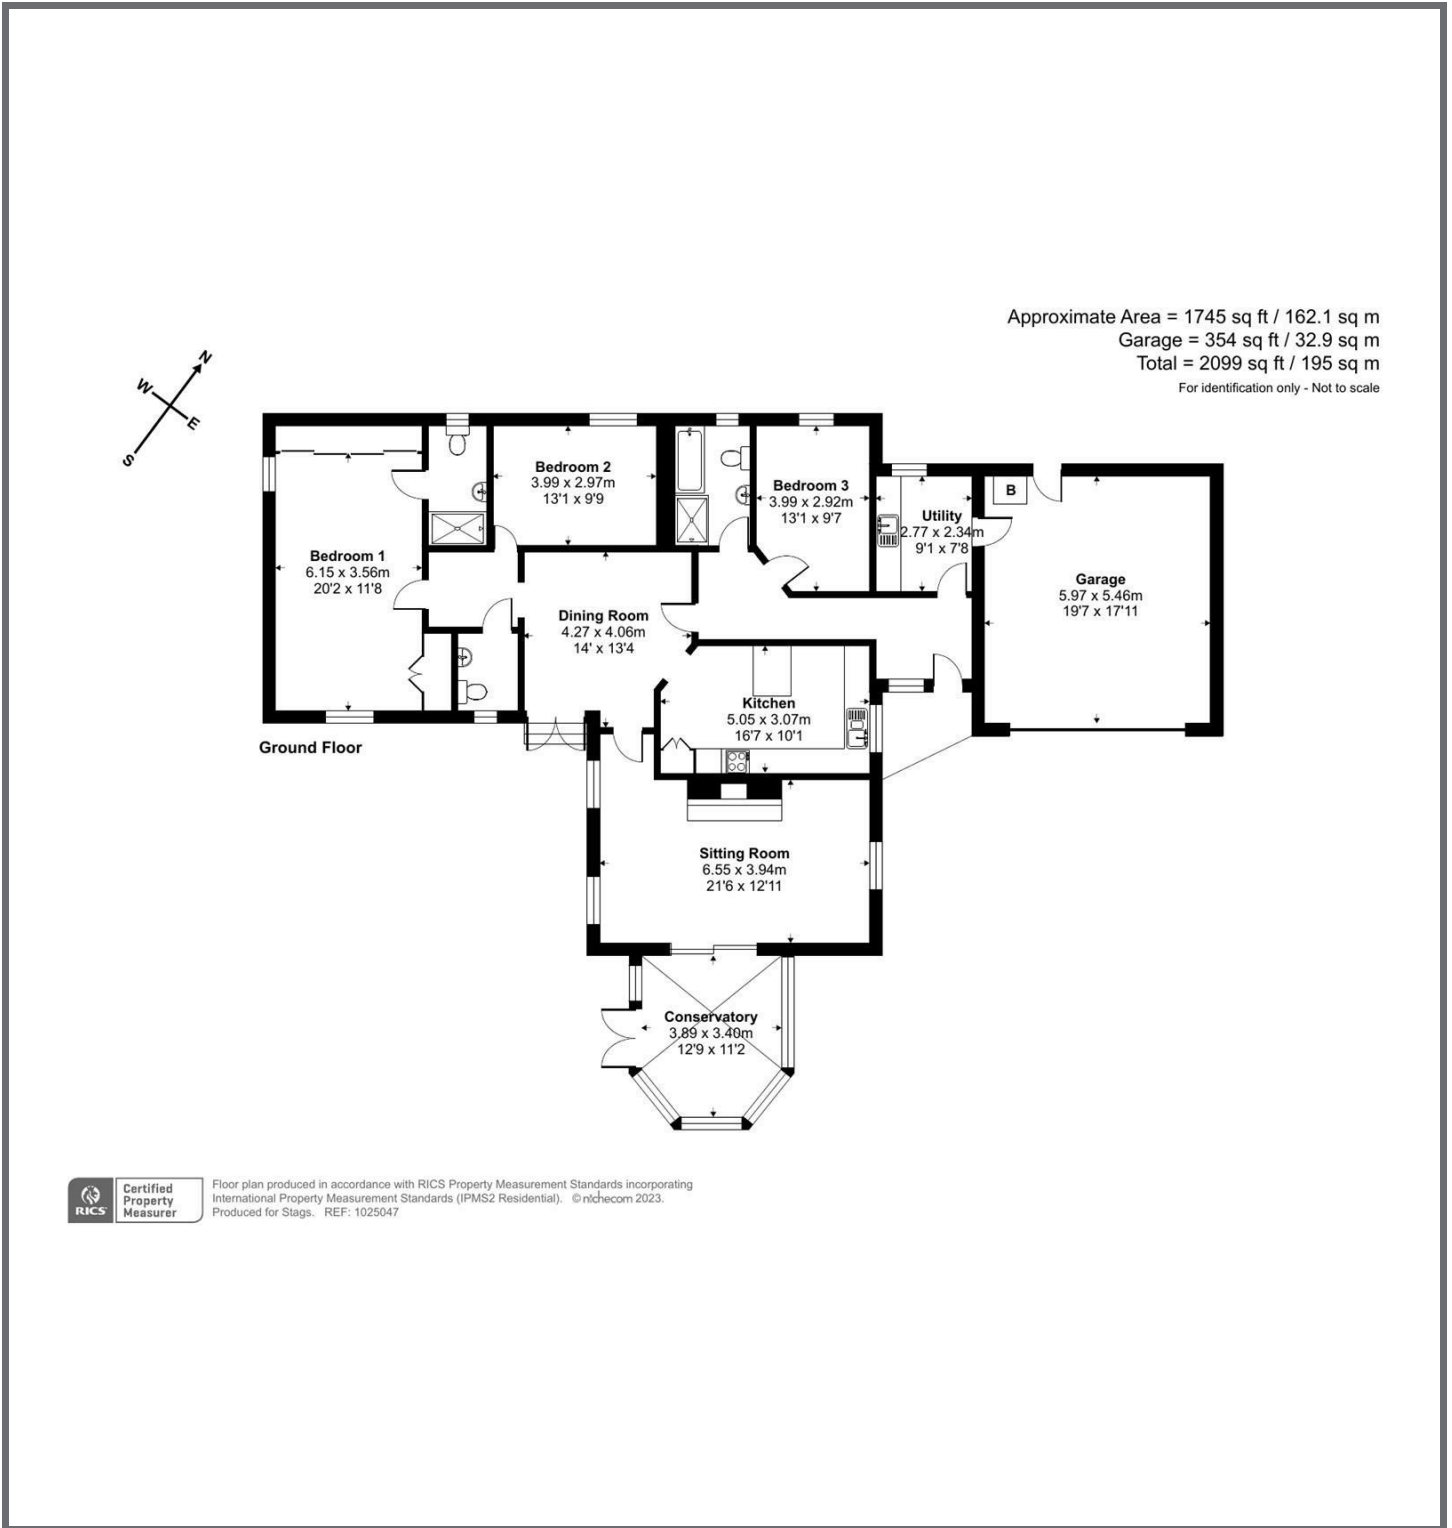 Approximate Area = 1745 sq ft / 162.1 sq m
Garage = 354 sq ft / 32.9 sq m
Total = 2099 sq ft / 195 sq m
For identification only - Not to scale
N
W
E
S
Bedroom 2
3.99 x 2.97m
13'1 x 9'9
Bedroom 3
3.99 x 2.92m
13'1 x 9'7
B
Utility
2.77 x 2.34m
9'1 x 7'8
Bedroom 1
6.15 x 3.56m
20'2 x 11'8
Garage
5.97 x 5.46m
19'7 x 17'11
Dining Room
4.27 x 4.06m
14' x 13'4
Kitchen
5.05 x 3.07m
16'7 x 10'1
Ground Floor
Sitting Room
6.55 x 3.94m
21'6 x 12'11
Conservatory
3.89 x 3.40m
12'9 x 11'2
RICS
Certified
Property
Measurer
Floor plan produced in accordance with RICS Property Measurement Standards incorporating
International Property Measurement Standards (IPMS2 Residential). © nichecom 2023.
Produced for Stags. REF: 1025047